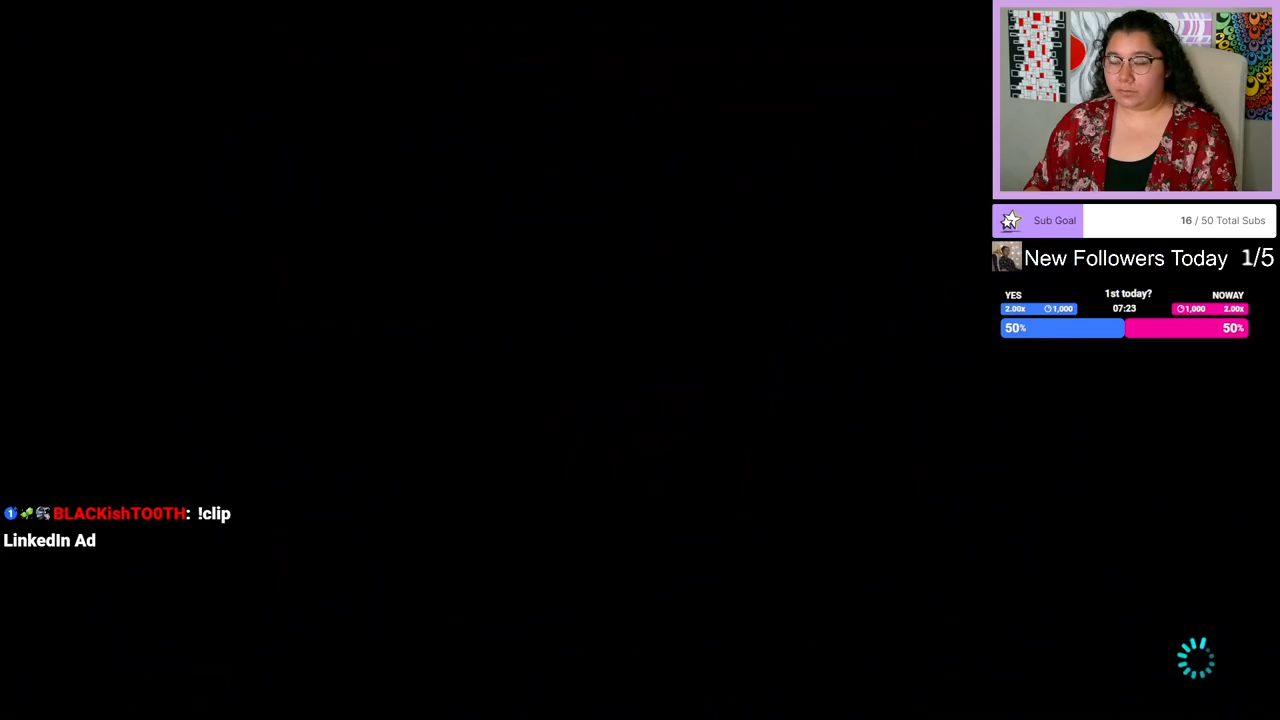 Sub Goal 16 / 50 Total Subs
New Followers Today 1/5
YES 1st today? NOWAY
2.00x 1,000 07:23 1,000 2.00x
50% 50%
BLACKishTO0TH: !clip
LinkedIn Ad